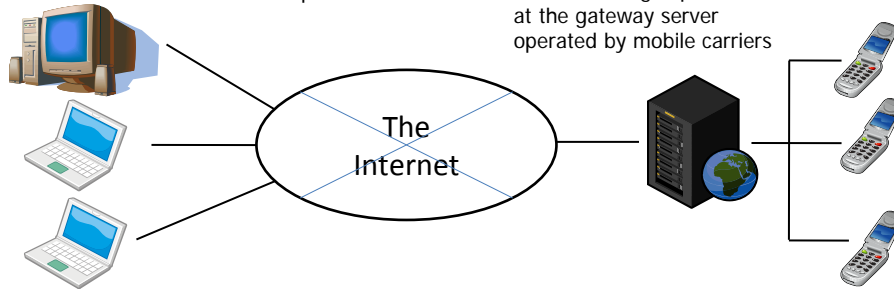 at the gateway server
operated by mobile carriers
The
Internet